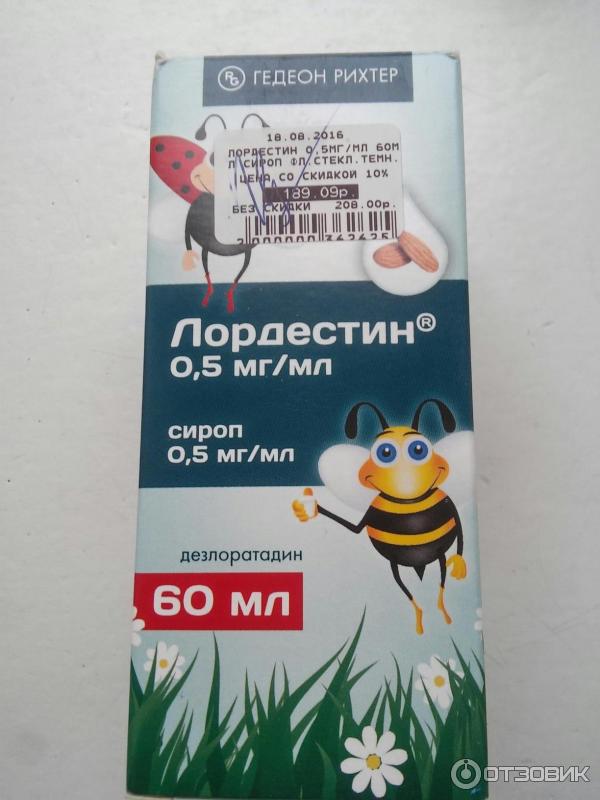 RG ГЕДЕОН РИХТЕР
18.08.2016
ЛОРДЕСТИН 0,5МГ/МЛ 60М
Л СИРОП ФЛ.СТЕКЛ.ТЕМН.
ЦЕНА СО СКИДКОЙ 10%
189.09р.
БЕЗ СКИДКИ 208.00р.
2000000362625
Лордестин®
0,5 мг/мл
сироп
0,5 мг/мл
дезлоратадин
60 мл
ОТЗОВИК